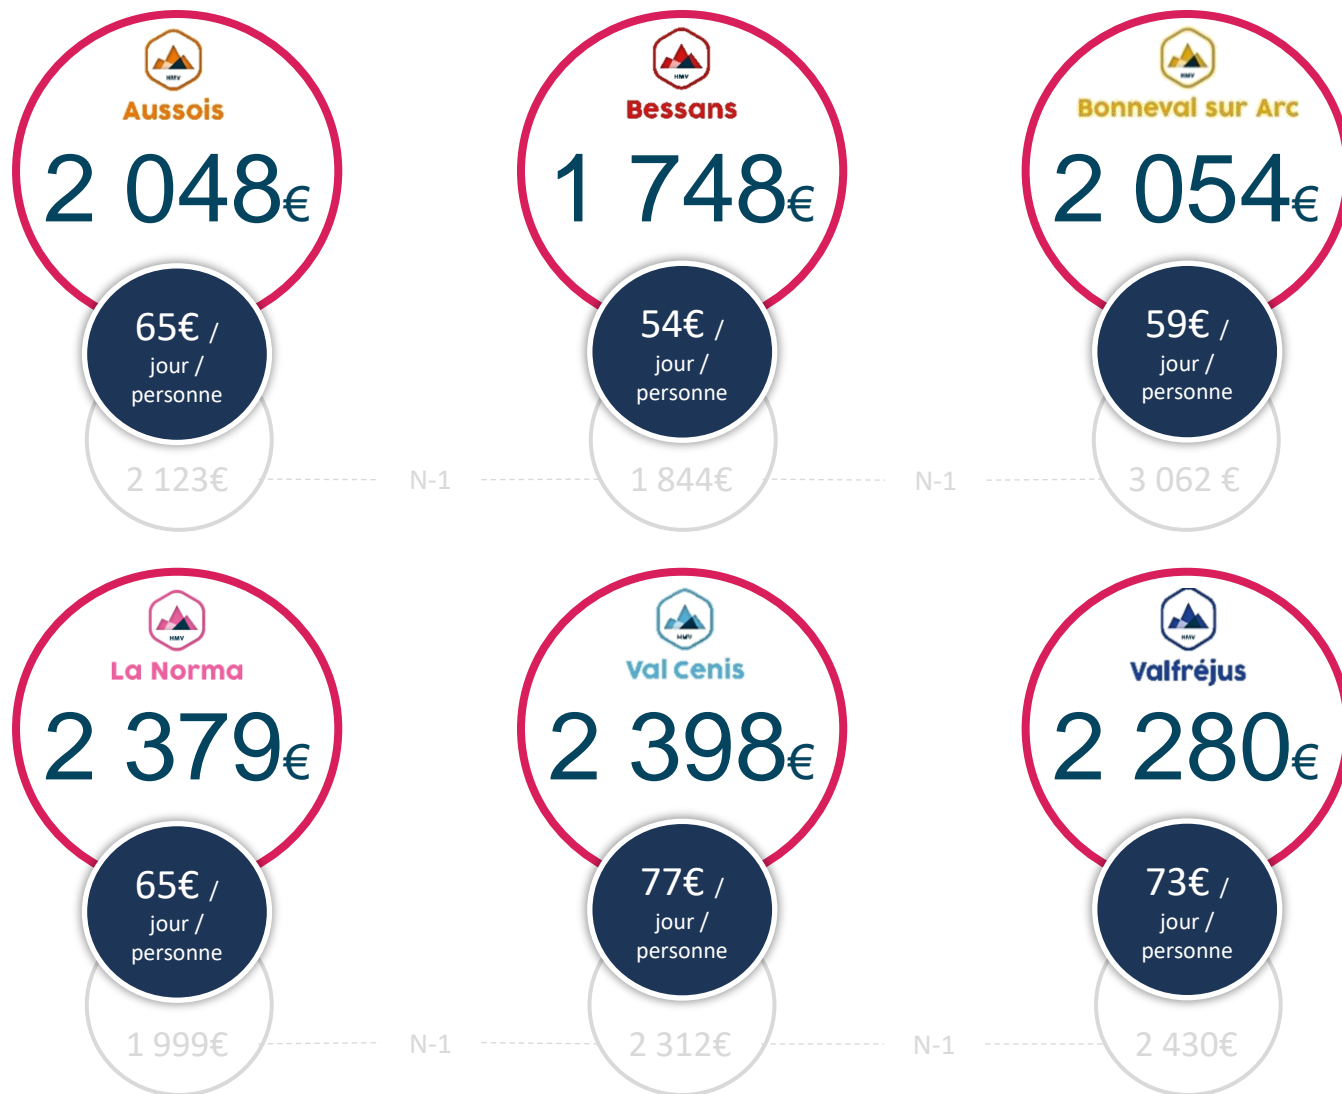 HMV
Aussois
2 048€
65€ /
jour /
personne
2 123€
N-1
HMV
Bessans
1 748€
54€ /
jour /
personne
1 844€
N-1
HMV
Bonneval sur Arc
2 054€
59€ /
jour /
personne
3 062 €
HMV
La Norma
2 379€
65€ /
jour /
personne
1 999€
N-1
HMV
Val Cenis
2 398€
77€ /
jour /
personne
2 312€
N-1
HMV
Valfréjus
2 280€
73€ /
jour /
personne
2 430€